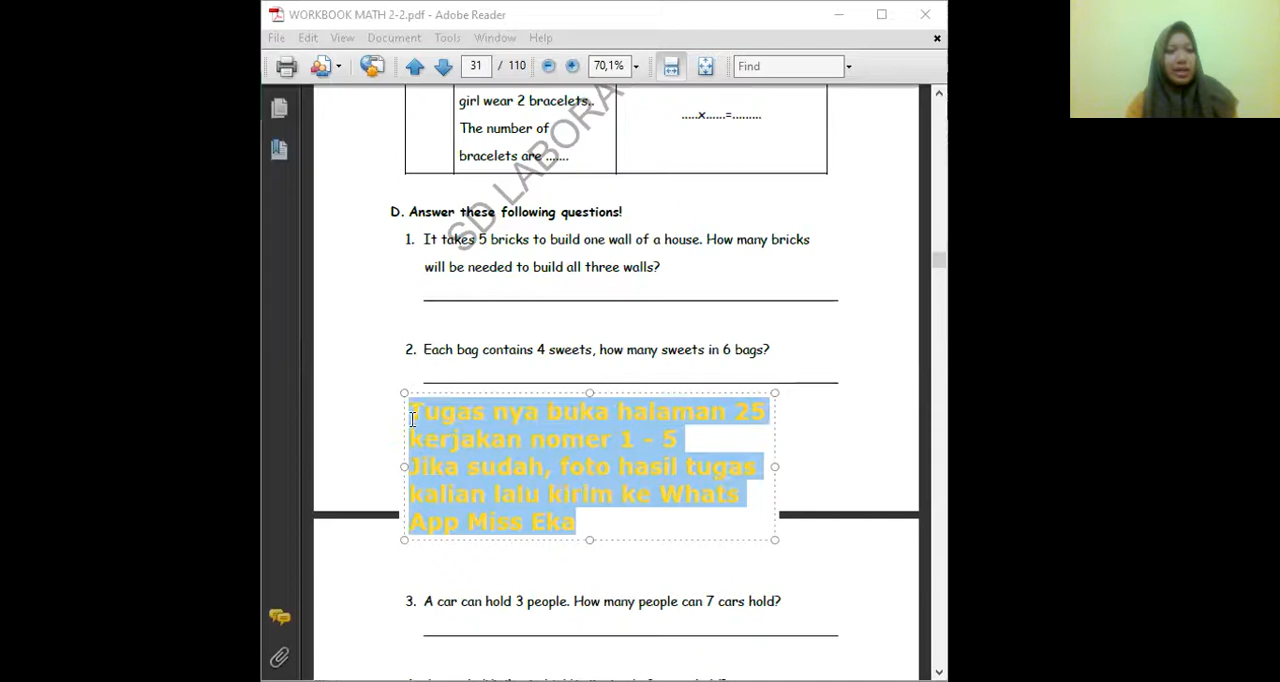 WORKBOOK MATH 2-2.pdf - Adobe Reader
File Edit View Document Tools Window Help
31 / 110 70,1% Find
girl wear 2 bracelets..
.....x......=.........
The number of
bracelets are .......
SD LABORA
D. Answer these following questions!
1. It takes 5 bricks to build one wall of a house. How many bricks
will be needed to build all three walls?
2. Each bag contains 4 sweets, how many sweets in 6 bags?
Tugas nya buka halaman 25
kerjakan nomer 1 - 5
Jika sudah, foto hasil tugas
kalian lalu kirim ke Whats
App Miss Eka
3. A car can hold 3 people. How many people can 7 cars hold?